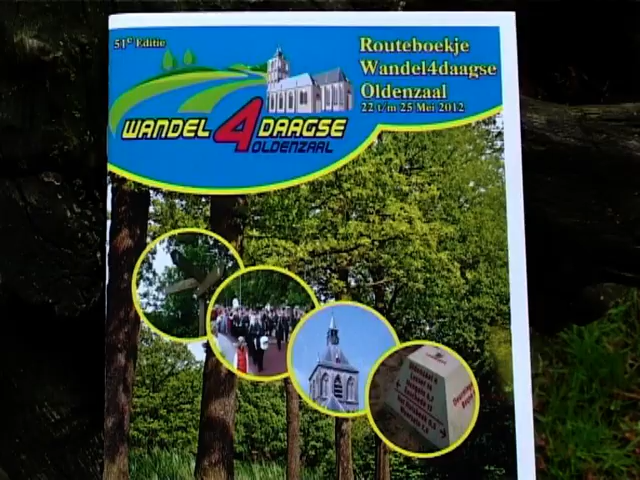 51e Editie
Routeboekje
Wandel4daagse
Oldenzaal
22 t/m 25 Mei 2012
WANDEL 4 DAAGSE
OLDENZAAL